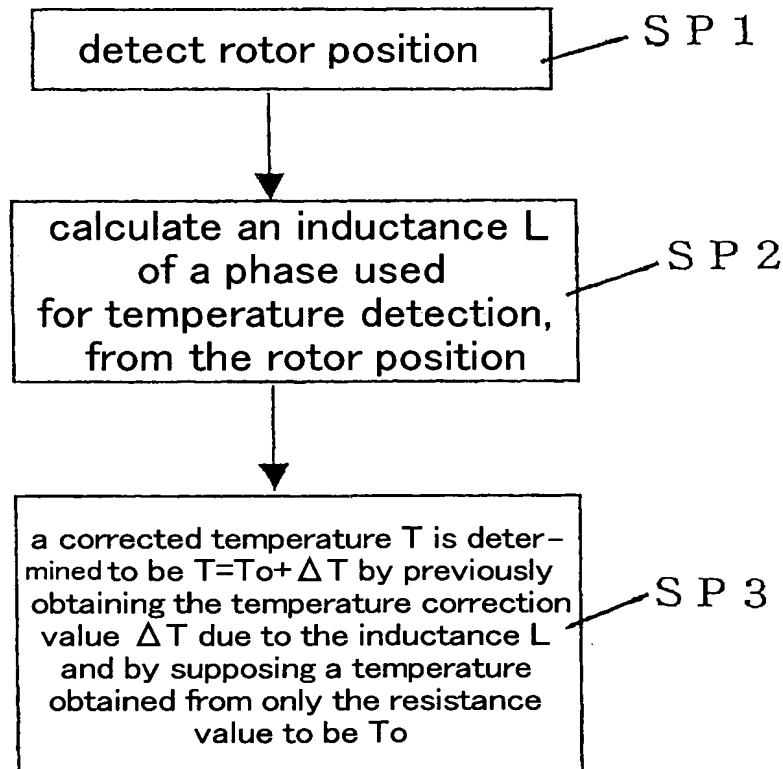 detect rotor position
SP1
calculate an inductance L
of a phase used
for temperature detection,
from the rotor position
SP2
a corrected temperature T is deter-
mined to be T=To+ΔT by previously
obtaining the temperature correction
value ΔT due to the inductance L
and by supposing a temperature
obtained from only the resistance
value to be To
SP3